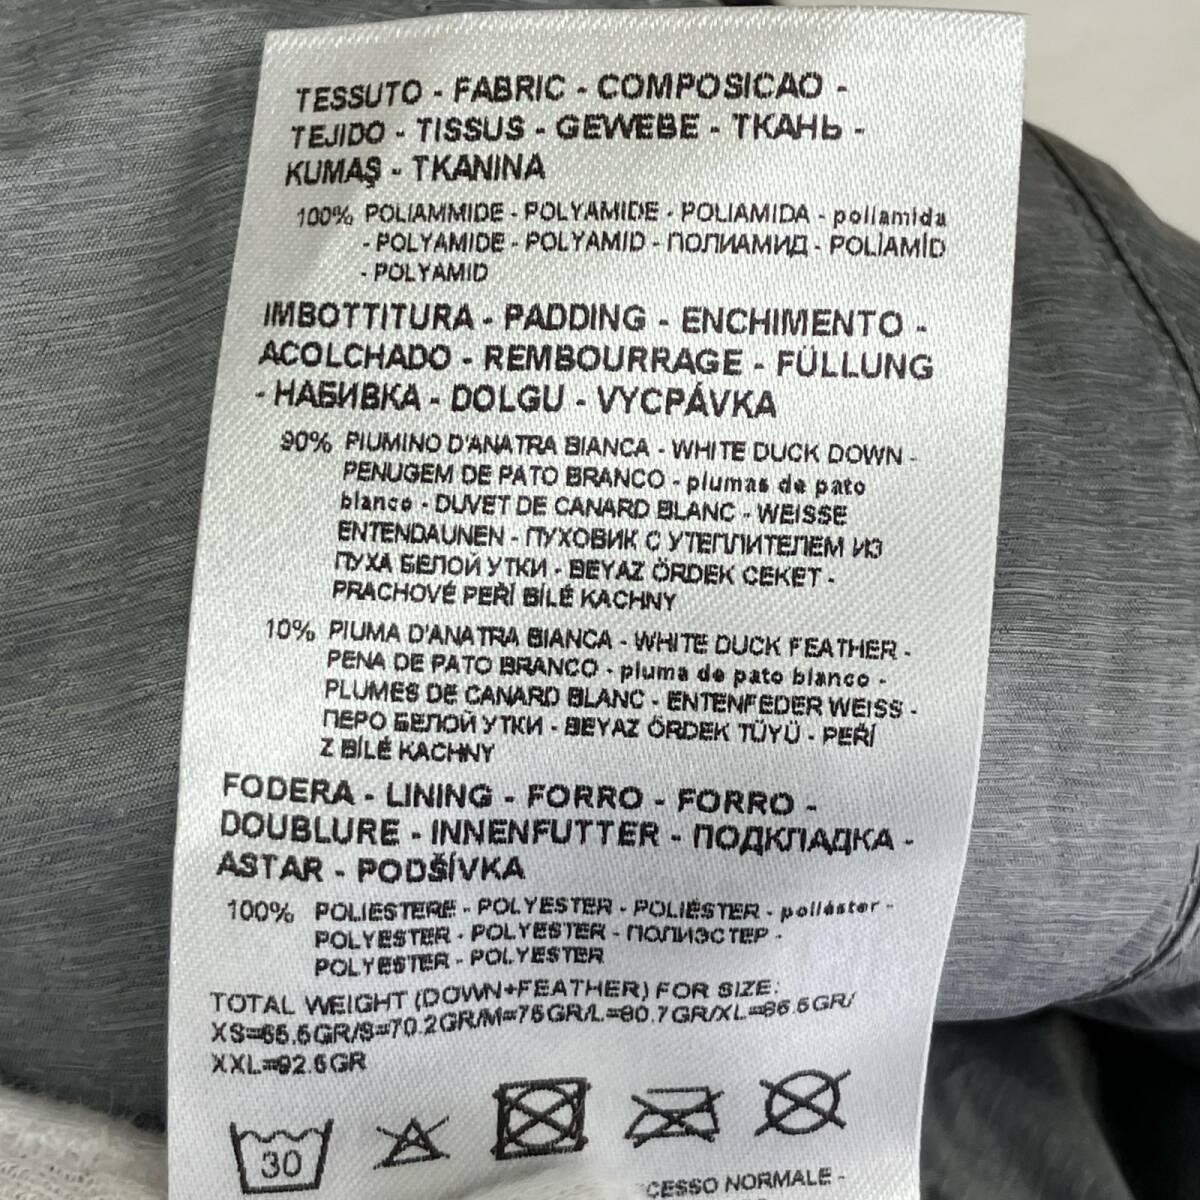 TESSUTO - FABRIC - COMPOSICAO -
TEJIDO - TISSUS - GEWEBE - ТКАНЬ -
KUMAŞ - TKANINA
100% POLIAMMIDE - POLYAMIDE - POLIAMIDA - poliamida
- POLYAMIDE - POLYAMID - ПОЛИАМИД - POLİAMİD
- POLYAMID
IMBOTTITURA - PADDING - ENCHIMENTO -
ACOLCHADO - REMBOURRAGE - FÜLLUNG
- НАБИВКА - DOLGU - VYCPÁVKA
90% PIUMINO D'ANATRA BIANCA - WHITE DUCK DOWN -
PENUGEM DE PATO BRANCO - plumas de pato
blanco - DUVET DE CANARD BLANC - WEISSE
ENTENDAUNEN - ПУХОВИК С УТЕПЛИТЕЛЕМ ИЗ
ПУХА БЕЛОЙ УТКИ - BEYAZ ÖRDEK CEKET -
PRACHOVÉ PEŘÍ BÍLÉ KACHNY
10% PIUMA D'ANATRA BIANCA - WHITE DUCK FEATHER -
PENA DE PATO BRANCO - pluma de pato blanco -
PLUMES DE CANARD BLANC - ENTENFEDER WEISS -
ПЕРО БЕЛОЙ УТКИ - BEYAZ ÖRDEK TÜYÜ - PEŘÍ
Z BÍLÉ KACHNY
FODERA - LINING - FORRO - FORRO -
DOUBLURE - INNENFUTTER - ПОДКЛАДКА -
ASTAR - PODŠÍVKA
100% POLIESTERE - POLYESTER - POLIÉSTER - poliéster -
POLYESTER - POLYESTER - ПОЛИЭСТЕР -
POLYESTER - POLYESTER
TOTAL WEIGHT (DOWN+FEATHER) FOR SIZE:
XS=65.5GR/S=70.2GR/M=75GR/L=80.7GR/XL=86.5GR/
XXL=92.5GR
30
CESSO NORMALE -